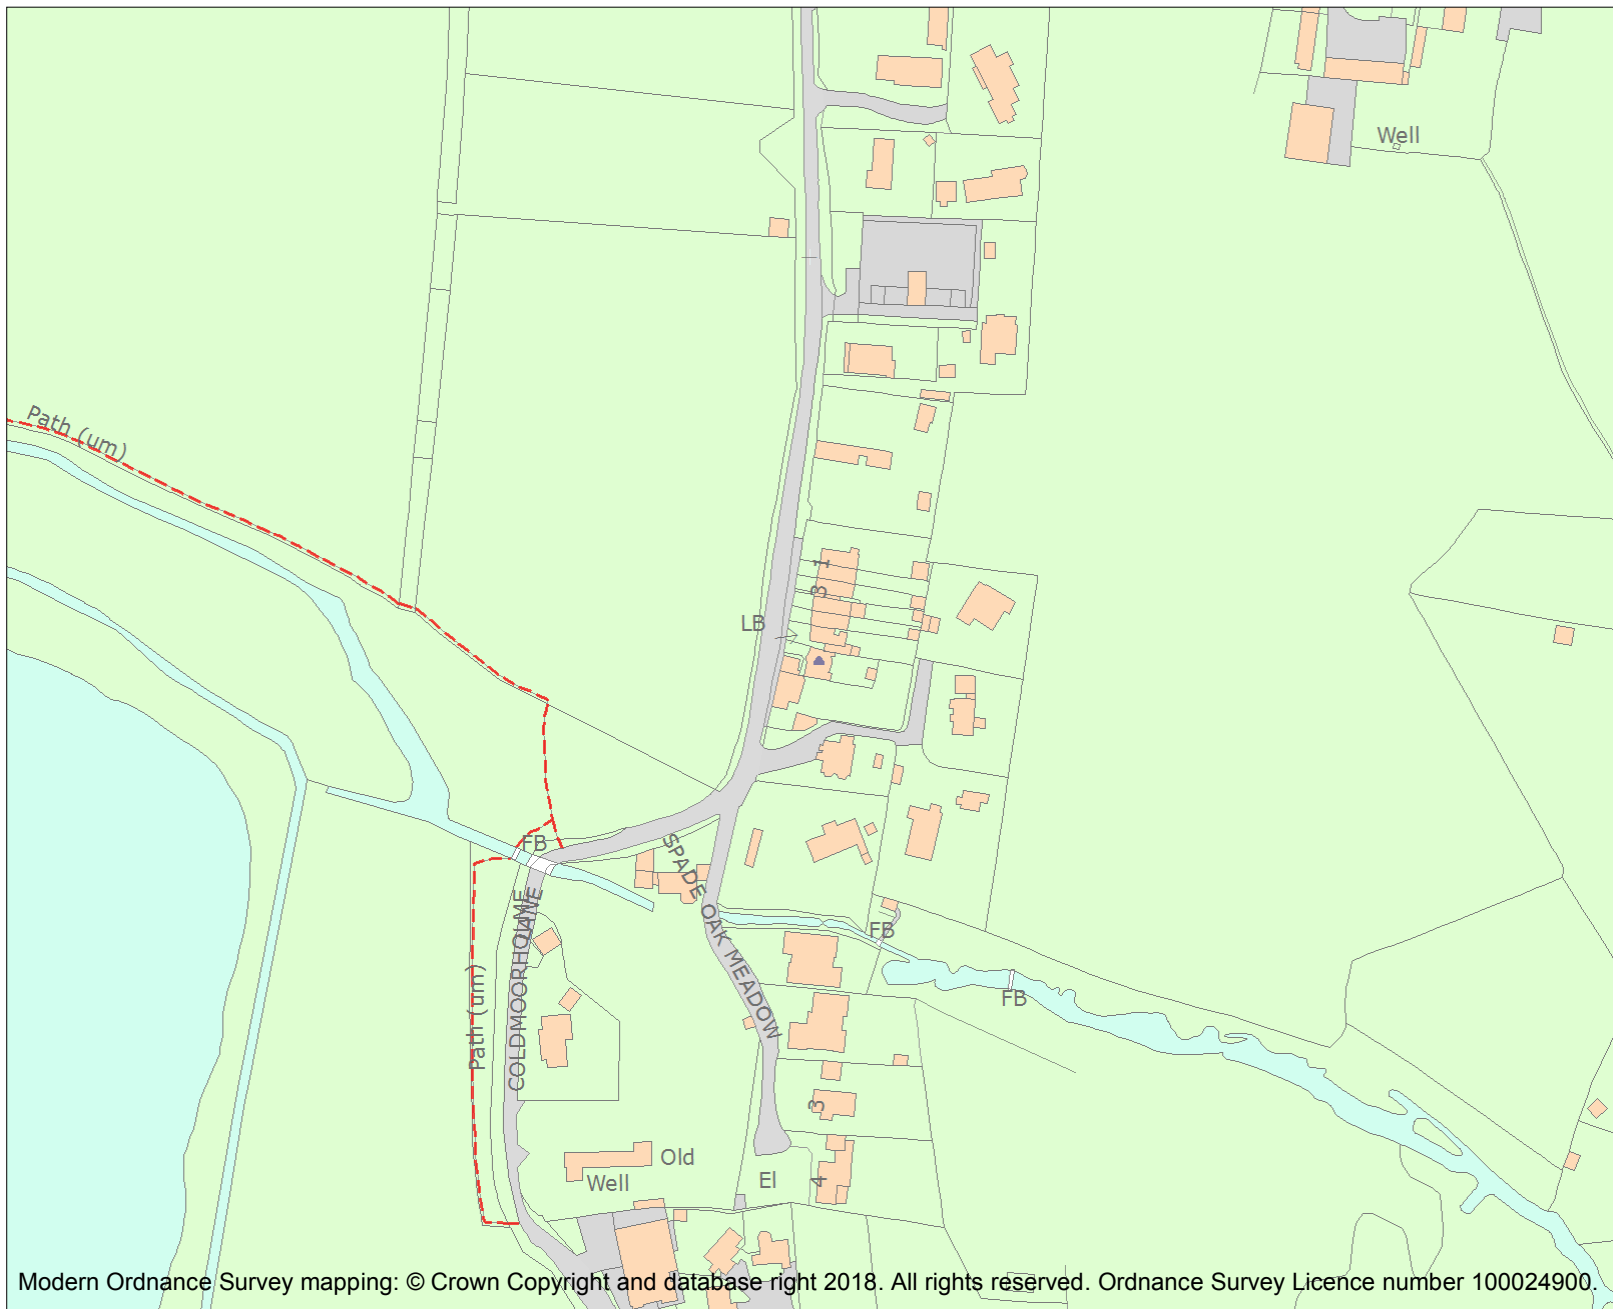 Well
Path (um)
1
3
LB
FB
SPADE OAK MEADOW
COLDMOORHOLME
LANE
FB
FB
Path (um)
3
Old
El
4
Well
Modern Ordnance Survey mapping: © Crown Copyright and database right 2018. All rights reserved. Ordnance Survey Licence number 100024900.